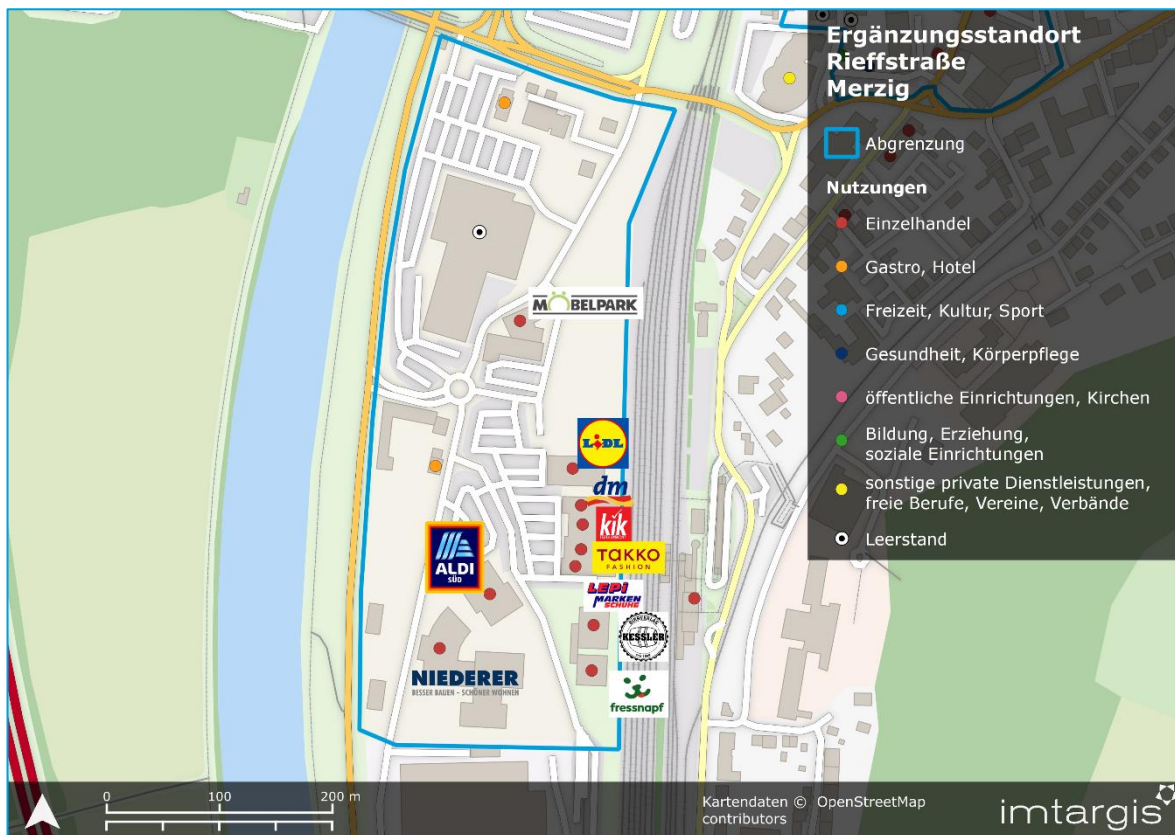 Ergänzungsstandort
Rieffstraße
Merzig
Abgrenzung
Nutzungen
Einzelhandel
Gastro, Hotel
Freizeit, Kultur, Sport
Gesundheit, Körperpflege
öffentliche Einrichtungen, Kirchen
Bildung, Erziehung,
soziale Einrichtungen
sonstige private Dienstleistungen,
freie Berufe, Vereine, Verbände
Leerstand
MÖBELPARK
LIDL
dm
kik
TAKKO
FASHION
ALDI
SÜD
LEPI
MARKEN
SCHUHE
KESSLER
NIEDERER
BESSER BAUEN - SCHÖNER WOHNEN
fressnapf
0 100 200 m
Kartendaten © OpenStreetMap
contributors
imtargis